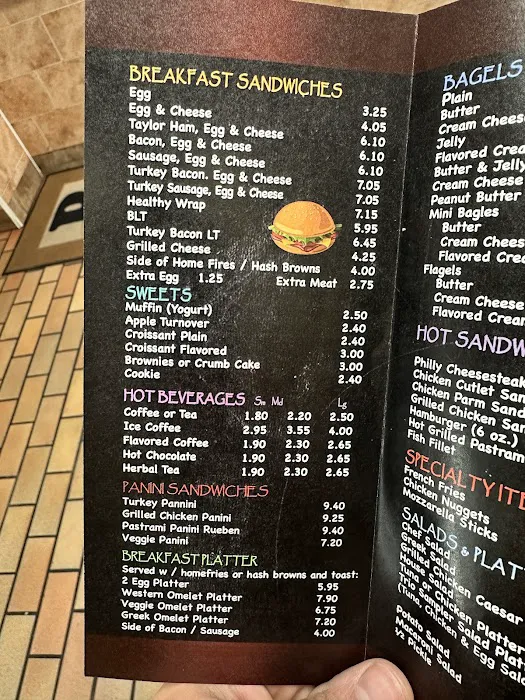 BREAKFAST SANDWICHES
Egg 3.25
Egg & Cheese 4.05
Taylor Ham, Egg & Cheese 6.10
Bacon, Egg & Cheese 6.10
Sausage, Egg & Cheese 6.10
Turkey Bacon. Egg & Cheese 7.05
Turkey Sausage, Egg & Cheese 7.05
Healthy Wrap 7.15
BLT 5.95
Turkey Bacon LT 6.45
Grilled Cheese 4.25
Side of Home Fires / Hash Browns 4.00
Extra Egg 1.25 Extra Meat 2.75
SWEETS
Muffin (Yogurt) 2.50
Apple Turnover 2.40
Croissant Plain 2.40
Croissant Flavored 3.00
Brownies or Crumb Cake 3.00
Cookie 2.40
HOT BEVERAGES Sm Md Lg
Coffee or Tea 1.80 2.20 2.50
Ice Coffee 2.95 3.55 4.00
Flavored Coffee 1.90 2.30 2.65
Hot Chocolate 1.90 2.30 2.65
Herbal Tea 1.90 2.30 2.65
PANINI SANDWICHES
Turkey Pannini 9.40
Grilled Chicken Panini 9.25
Pastrami Panini Rueben 9.40
Veggie Panini 7.20
BREAKFAST PLATTER
Served w / homefries or hash browns and toast:
2 Egg Platter 5.95
Western Omelet Platter 7.90
Veggie Omelet Platter 6.75
Greek Omelet Platter 7.20
Side of Bacon / Sausage 4.00
BAGELS
Plain
Butter
Cream Chees
Jelly
Flavored Crea
Butter & Jelly
Cream Cheese
Peanut Butter
Mini Bagles
Butter
Cream Chees
Flavored Crea
Flagels
Butter
Cream Cheese
Flavored Crear
HOT SANDW
Philly Cheesesteak
Chicken Cutlet San
Chicken Parm Sand
Grilled Chicken San
Hamburger (6 oz.)
Hot Grilled Pastram
Fish Fillet
SPECIALTY ITE
French Fries
Chicken Nuggets
Mozzarella Sticks
SALADS & PLAT
Chef Salad
Greek Salad
Grilled Chicken Caesar
House Salad
Tuna or Chicken Platter
Trio Sampler Salad Plat
(Tuna, Chicken & Egg Sal
Potato Salad
Macaroni Salad
1/2 Pickle